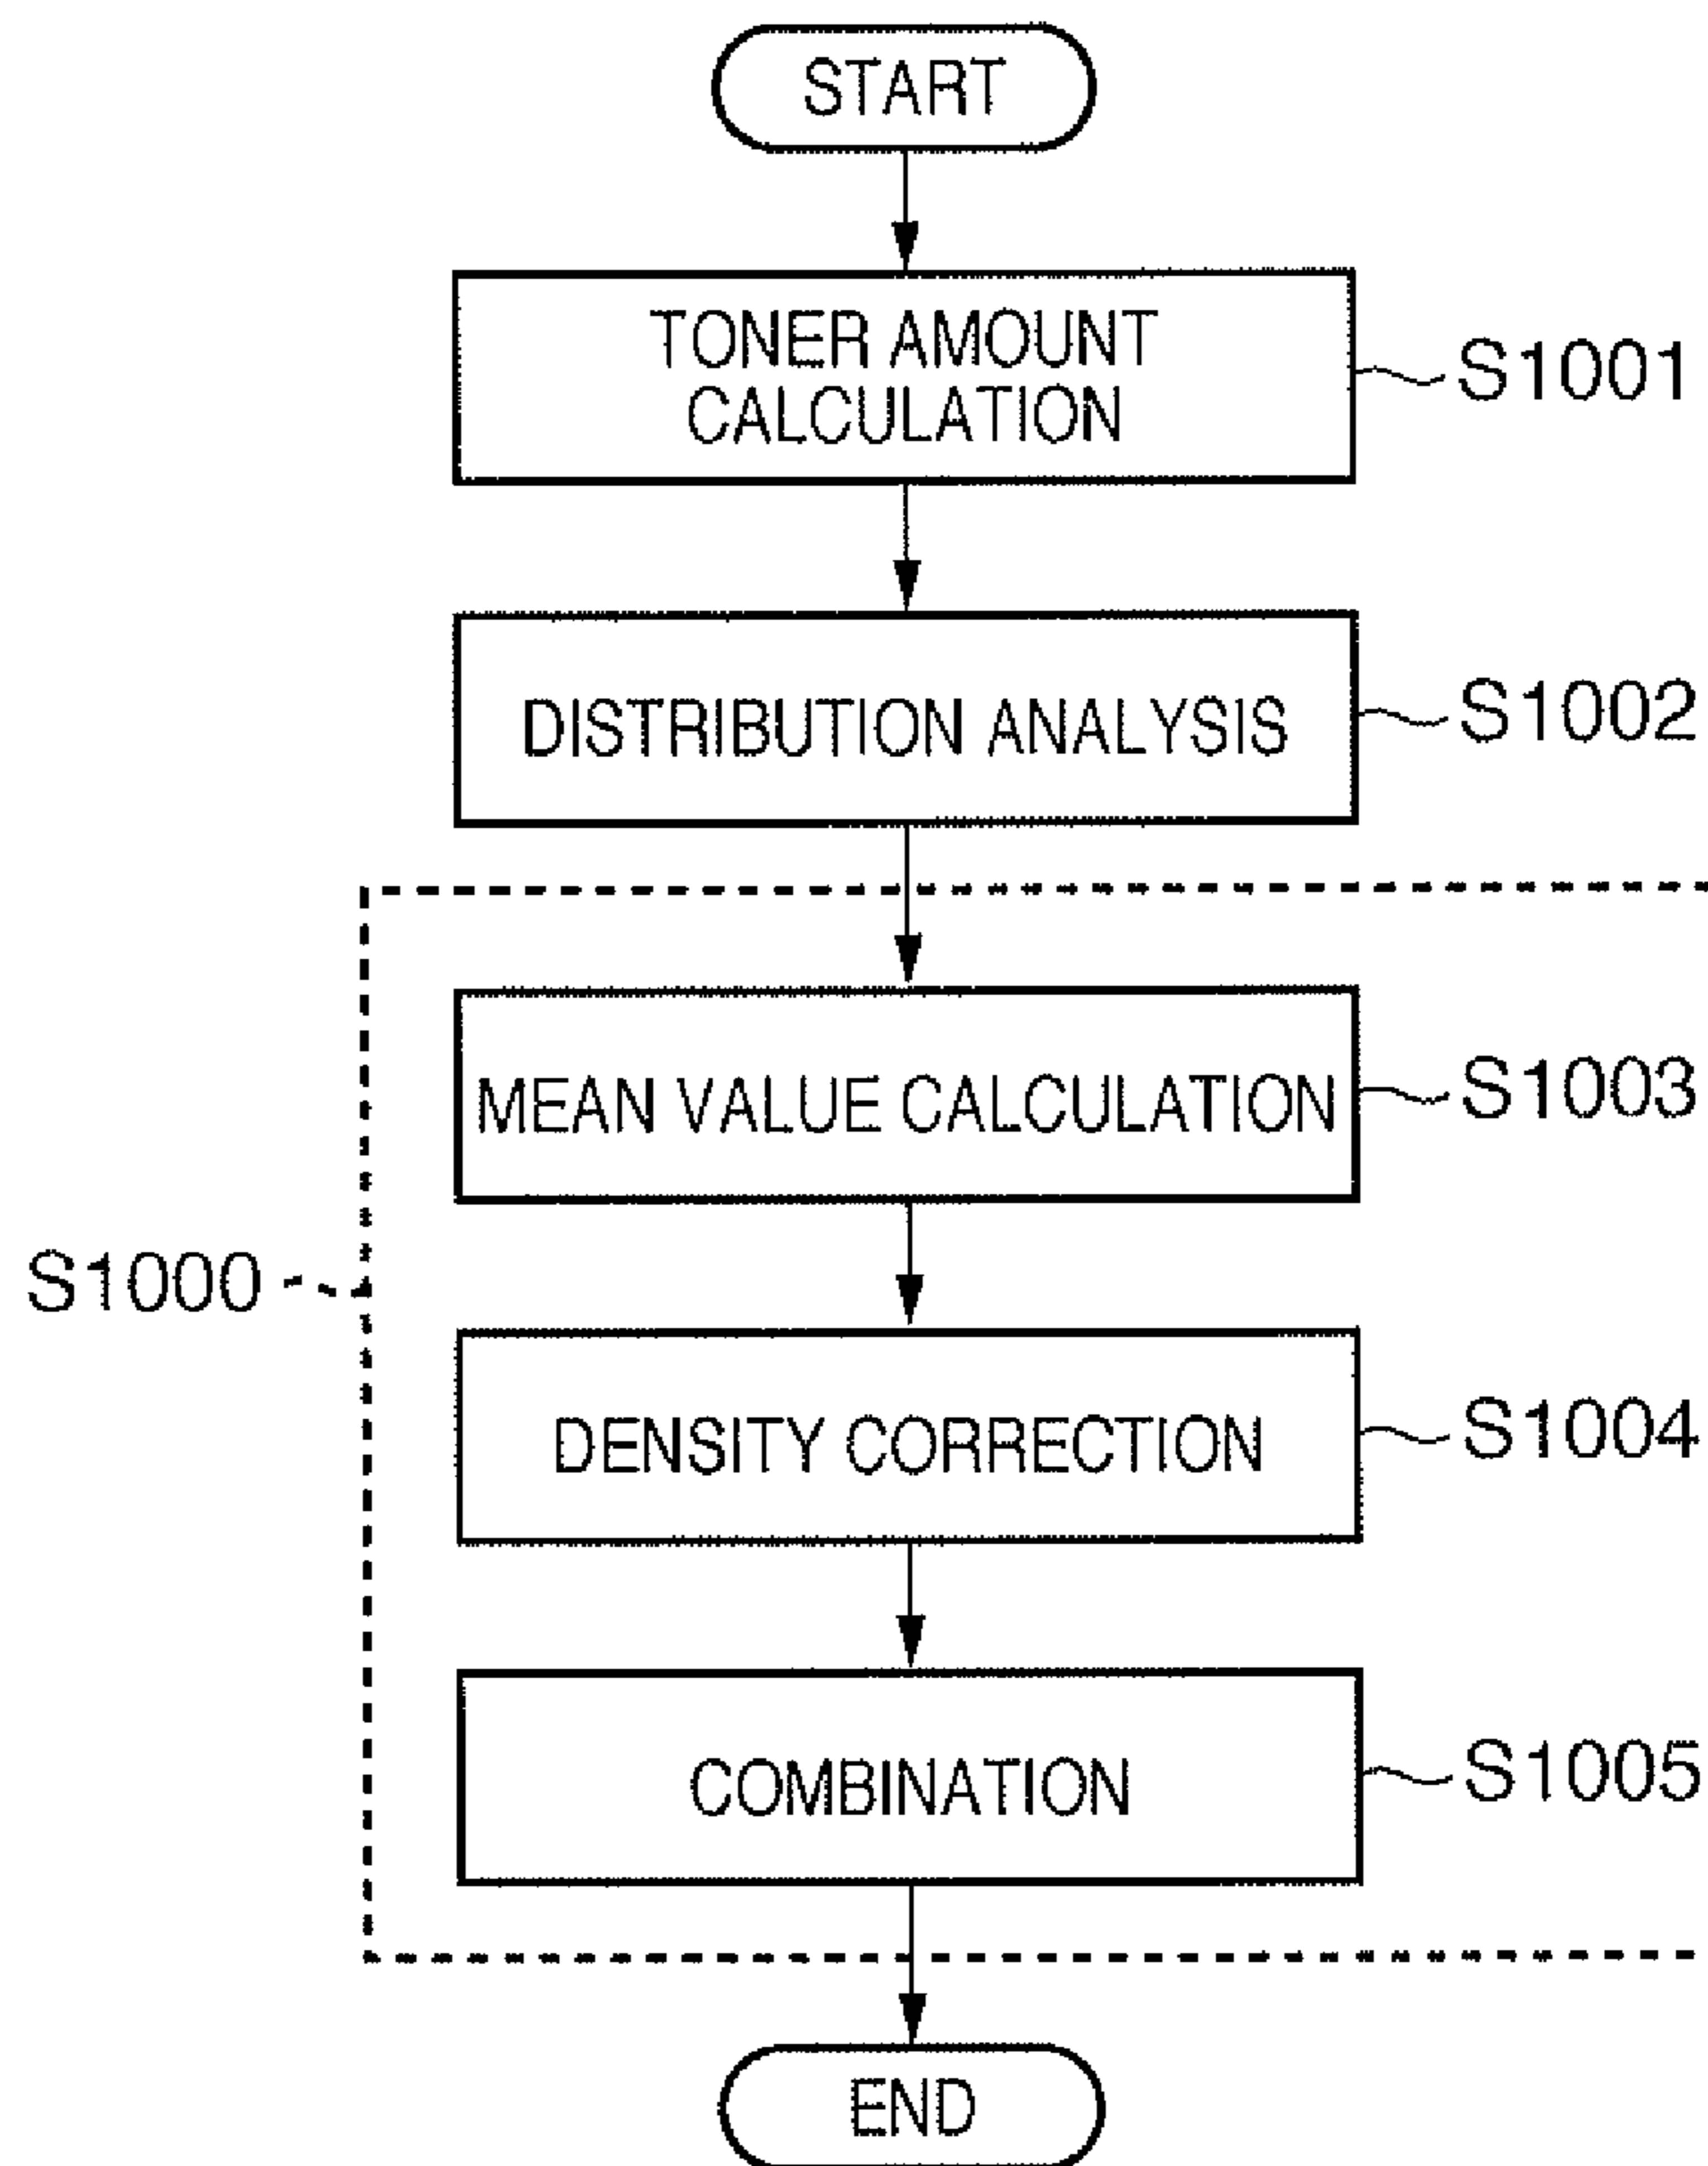 START
TONER AMOUNT
CALCULATION
S1001
DISTRIBUTION ANALYSIS
S1002
MEAN VALUE CALCULATION
S1003
S1000
DENSITY CORRECTION
S1004
COMBINATION
S1005
END